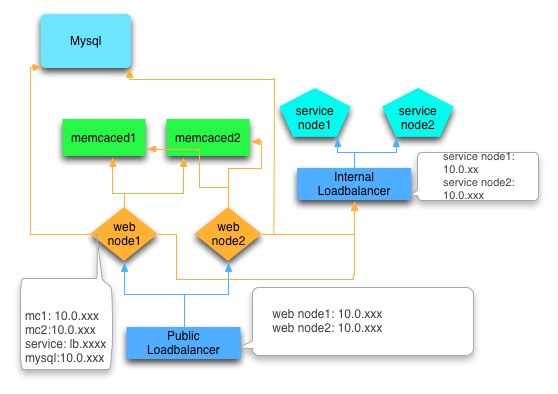 Mysql
service
node1
service
node2
memcaced1
memcaced2
service node1:
10.0.xx
service node2:
10.0.xxx
Internal
Loadbalancer
web
node1
web
node2
mc1: 10.0.xxx
mc2:10.0.xxx
service: lb.xxxx
mysql:10.0.xxx
web node1: 10.0.xxx
web node2: 10.0.xxx
Public
Loadbalancer